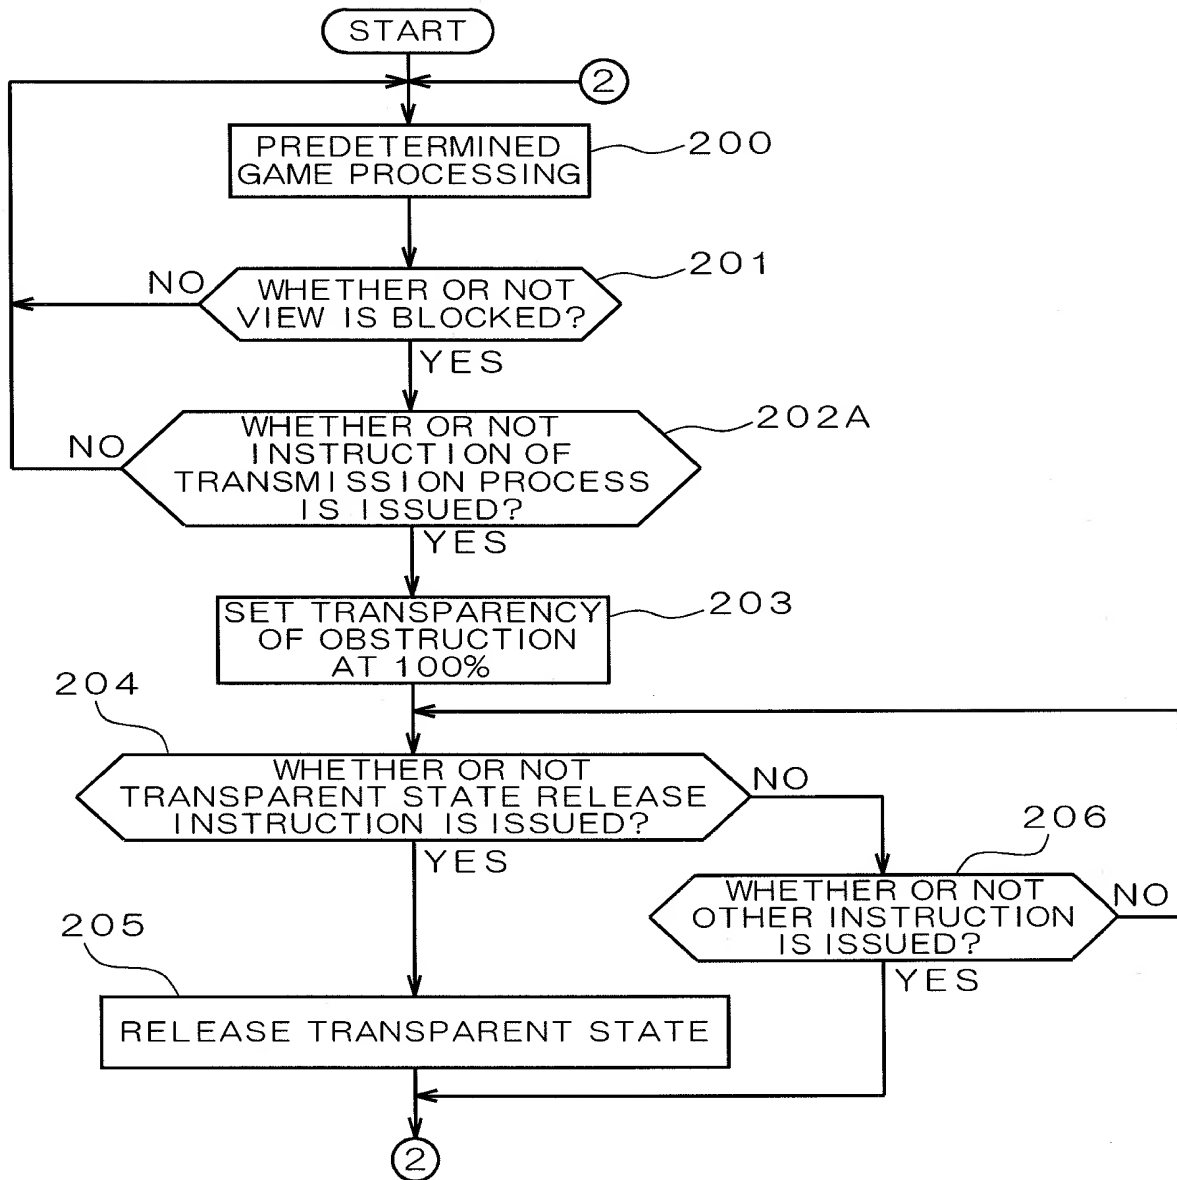 START
2
PREDETERMINED
GAME PROCESSING
200
201
NO
WHETHER OR NOT
VIEW IS BLOCKED?
YES
202A
NO
WHETHER OR NOT
INSTRUCTION OF
TRANSMISSION PROCESS
IS ISSUED?
YES
203
SET TRANSPARENCY
OF OBSTRUCTION
AT 100%
204
WHETHER OR NOT
TRANSPARENT STATE RELEASE
INSTRUCTION IS ISSUED?
NO
YES
206
WHETHER OR NOT
OTHER INSTRUCTION
IS ISSUED?
NO
YES
205
RELEASE TRANSPARENT STATE
2